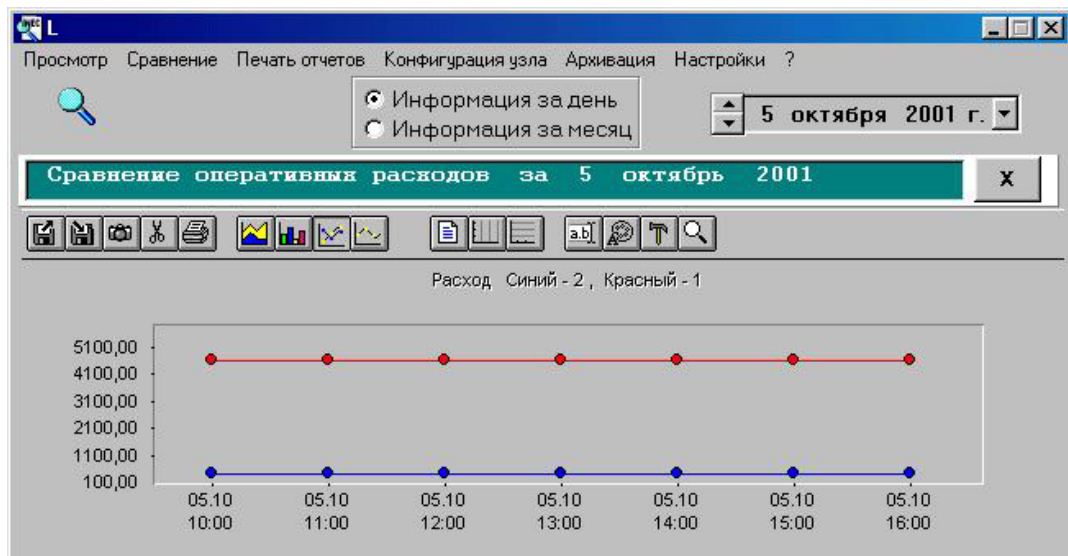 L
Просмотр Сравнение Печать отчетов Конфигурация узла Архивация Настройки ?
Информация за день
Информация за месяц
5 октября 2001 г.
Сравнение оперативных расходов за 5 октябрь 2001
X
a.b
Расход Синий - 2 , Красный - 1
5100,00
4100,00
3100,00
2100,00
1100,00
100,00
05.10 05.10 05.10 05.10 05.10 05.10 05.10
10:00 11:00 12:00 13:00 14:00 15:00 16:00